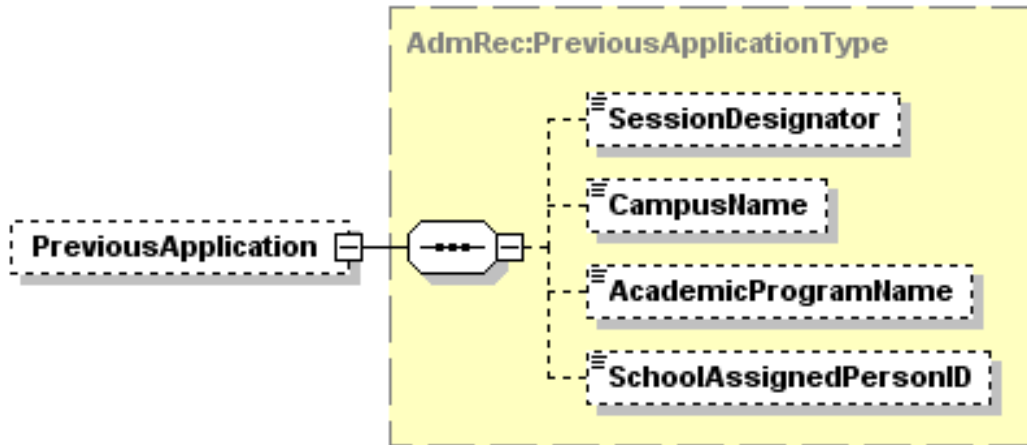 AdmRec:PreviousApplicationType
SessionDesignator
CampusName
PreviousApplication
AcademicProgramName
SchoolAssignedPersonID